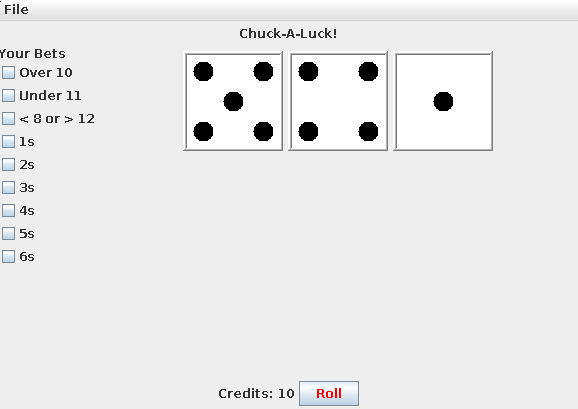 File
Chuck-A-Luck!
Your Bets
Over 10
Under 11
< 8 or > 12
1s
2s
3s
4s
5s
6s
Credits: 10 Roll